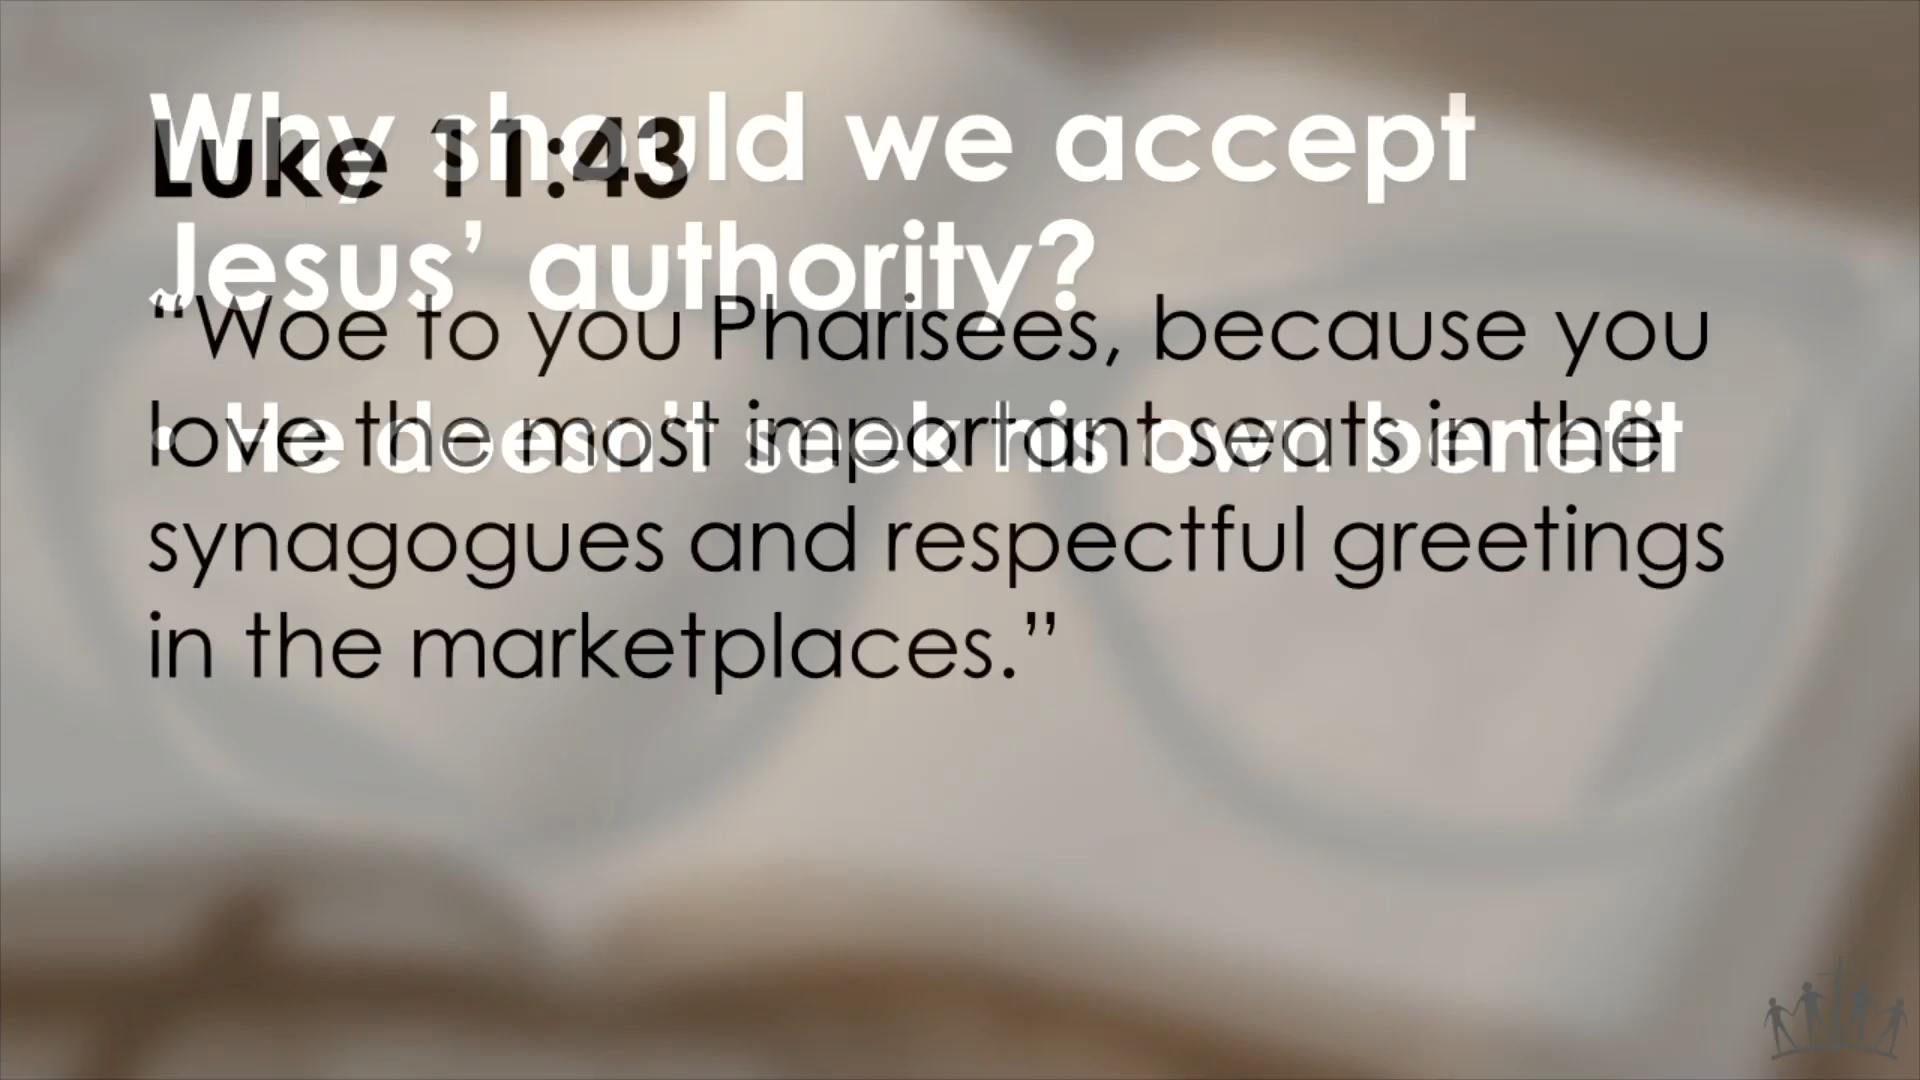 Why should we accept
Jesus’ authority?
• He doesn’t seek his own benefit
Luke 11:43
“Woe to you Pharisees, because you
love the most important seats in the
synagogues and respectful greetings
in the marketplaces.”